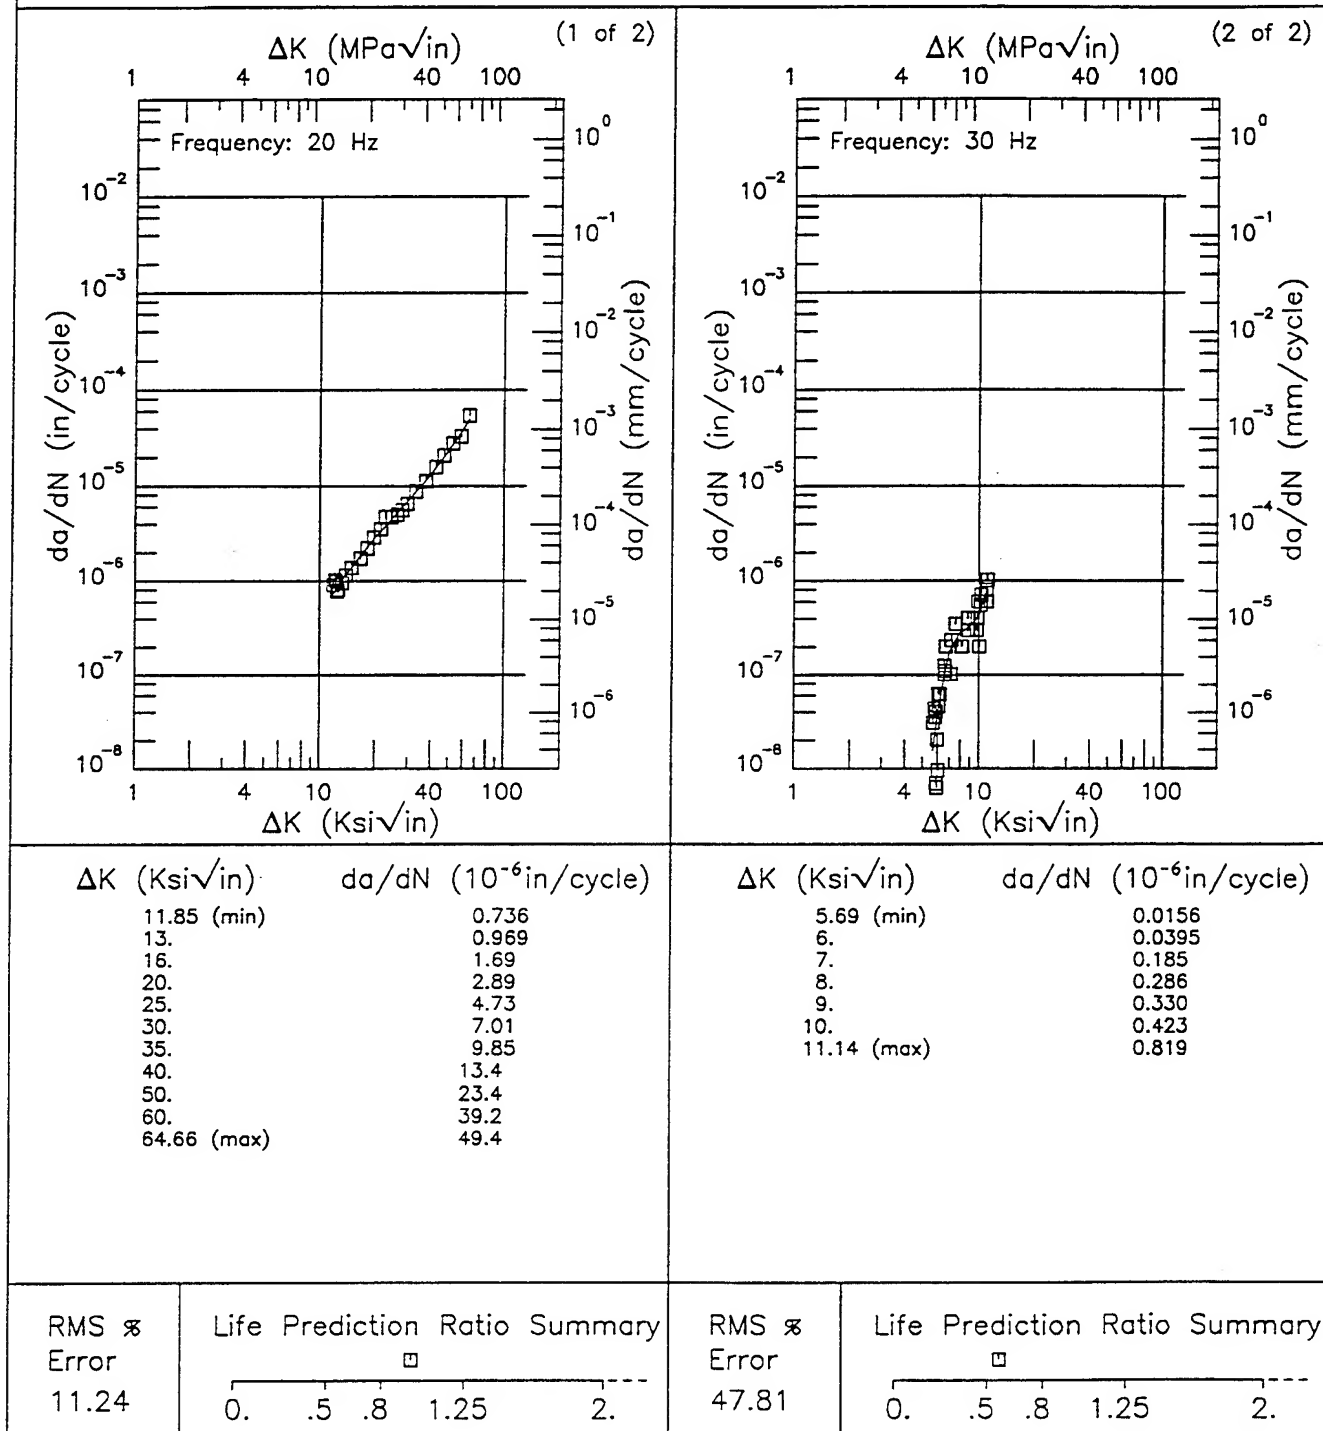 (1 of 2)
ΔK (MPa√in)
1 4 10 40 100
Frequency: 20 Hz
da/dN (in/cycle)
10⁻²
10⁻³
10⁻⁴
10⁻⁵
10⁻⁶
10⁻⁷
10⁻⁸
10⁰
10⁻¹
10⁻²
10⁻³
10⁻⁴
10⁻⁵
10⁻⁶
da/dN (mm/cycle)
1 4 10 40 100
ΔK (Ksi√in)
(2 of 2)
ΔK (MPa√in)
1 4 10 40 100
Frequency: 30 Hz
da/dN (in/cycle)
10⁻²
10⁻³
10⁻⁴
10⁻⁵
10⁻⁶
10⁻⁷
10⁻⁸
10⁰
10⁻¹
10⁻²
10⁻³
10⁻⁴
10⁻⁵
10⁻⁶
da/dN (mm/cycle)
1 4 10 40 100
ΔK (Ksi√in)
ΔK (Ksi√in) da/dN (10⁻⁶in/cycle)
11.85 (min) 0.736
13. 0.969
16. 1.69
20. 2.89
25. 4.73
30. 7.01
35. 9.85
40. 13.4
50. 23.4
60. 39.2
64.66 (max) 49.4
ΔK (Ksi√in) da/dN (10⁻⁶in/cycle)
5.69 (min) 0.0156
6. 0.0395
7. 0.185
8. 0.286
9. 0.330
10. 0.423
11.14 (max) 0.819
RMS %
Error
11.24
Life Prediction Ratio Summary
0. .5 .8 1.25 2.
RMS %
Error
47.81
Life Prediction Ratio Summary
0. .5 .8 1.25 2.